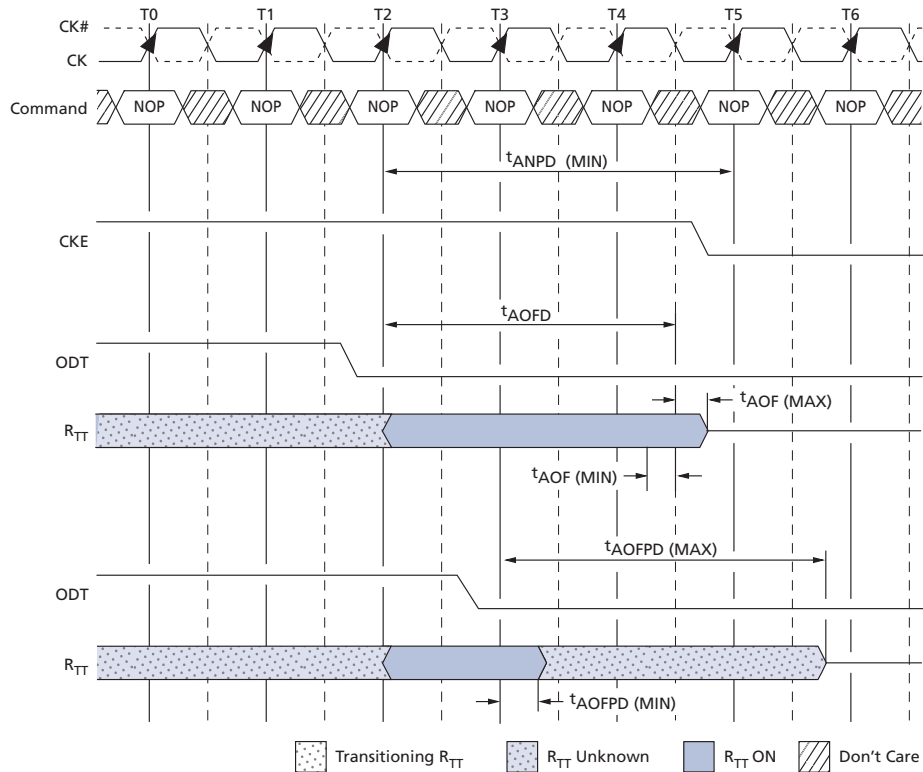 T0 T1 T2 T3 T4 T5 T6
CK#
CK
Command NOP NOP NOP NOP NOP NOP NOP
tANPD (MIN)
CKE
tAOFD
ODT
tAOF (MAX)
RTT
tAOF (MIN)
tAOFPD (MAX)
ODT
RTT
tAOFPD (MIN)
Transitioning RTT RTT Unknown RTT ON Don't Care